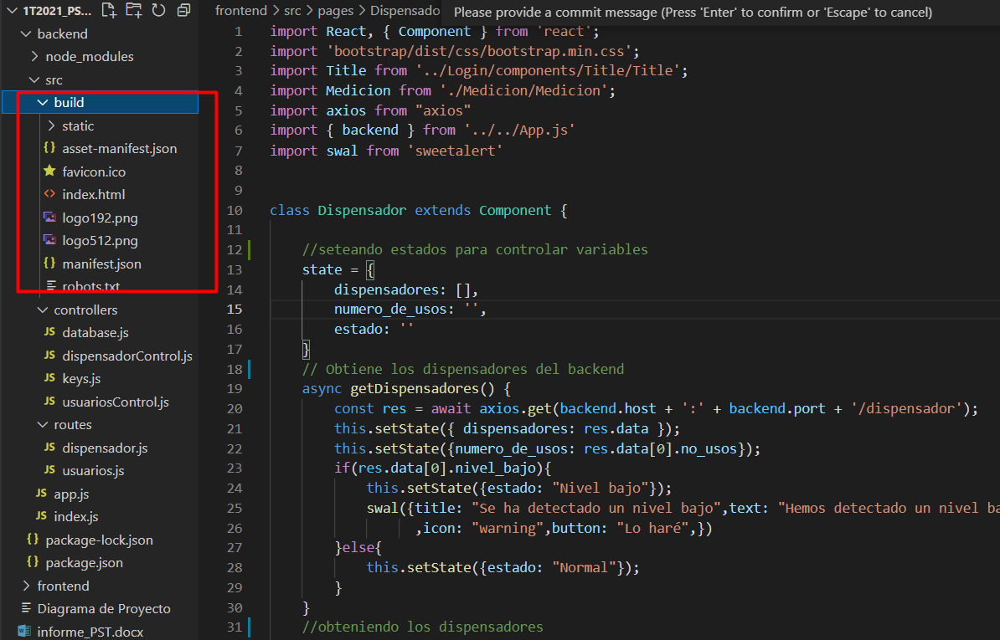 1T2021_PS...
backend
node_modules
src
build
static
asset-manifest.json
favicon.ico
index.html
logo192.png
logo512.png
manifest.json
robots.txt
controllers
database.js
dispensadorControl.js
keys.js
usuariosControl.js
routes
dispensador.js
usuarios.js
app.js
index.js
package-lock.json
package.json
frontend
Diagrama de Proyecto
informe_PST.docx
frontend > src > pages > Dispensado
Please provide a commit message (Press 'Enter' to confirm or 'Escape' to cancel)
1 import React, { Component } from 'react';
2 import 'bootstrap/dist/css/bootstrap.min.css';
3 import Title from '../Login/components/Title/Title';
4 import Medicion from './Medicion/Medicion';
5 import axios from "axios"
6 import { backend } from '../../App.js'
7 import swal from 'sweetalert'
8
9
10 class Dispensador extends Component {
11
12 //seteando estados para controlar variables
13 state = {
14 dispensadores: [],
15 numero_de_usos: '',
16 estado: ''
17 }
18 // Obtiene los dispensadores del backend
19 async getDispensadores() {
20 const res = await axios.get(backend.host + ':' + backend.port + '/dispensador');
21 this.setState({ dispensadores: res.data });
22 this.setState({numero_de_usos: res.data[0].no_usos});
23 if(res.data[0].nivel_bajo){
24 this.setState({estado: "Nivel bajo"});
25 swal({title: "Se ha detectado un nivel bajo",text: "Hemos detectado un nivel ba
26 ,icon: "warning",button: "Lo haré",})
27 }else{
28 this.setState({estado: "Normal"});
29 }
30 }
31 //obteniendo los dispensadores